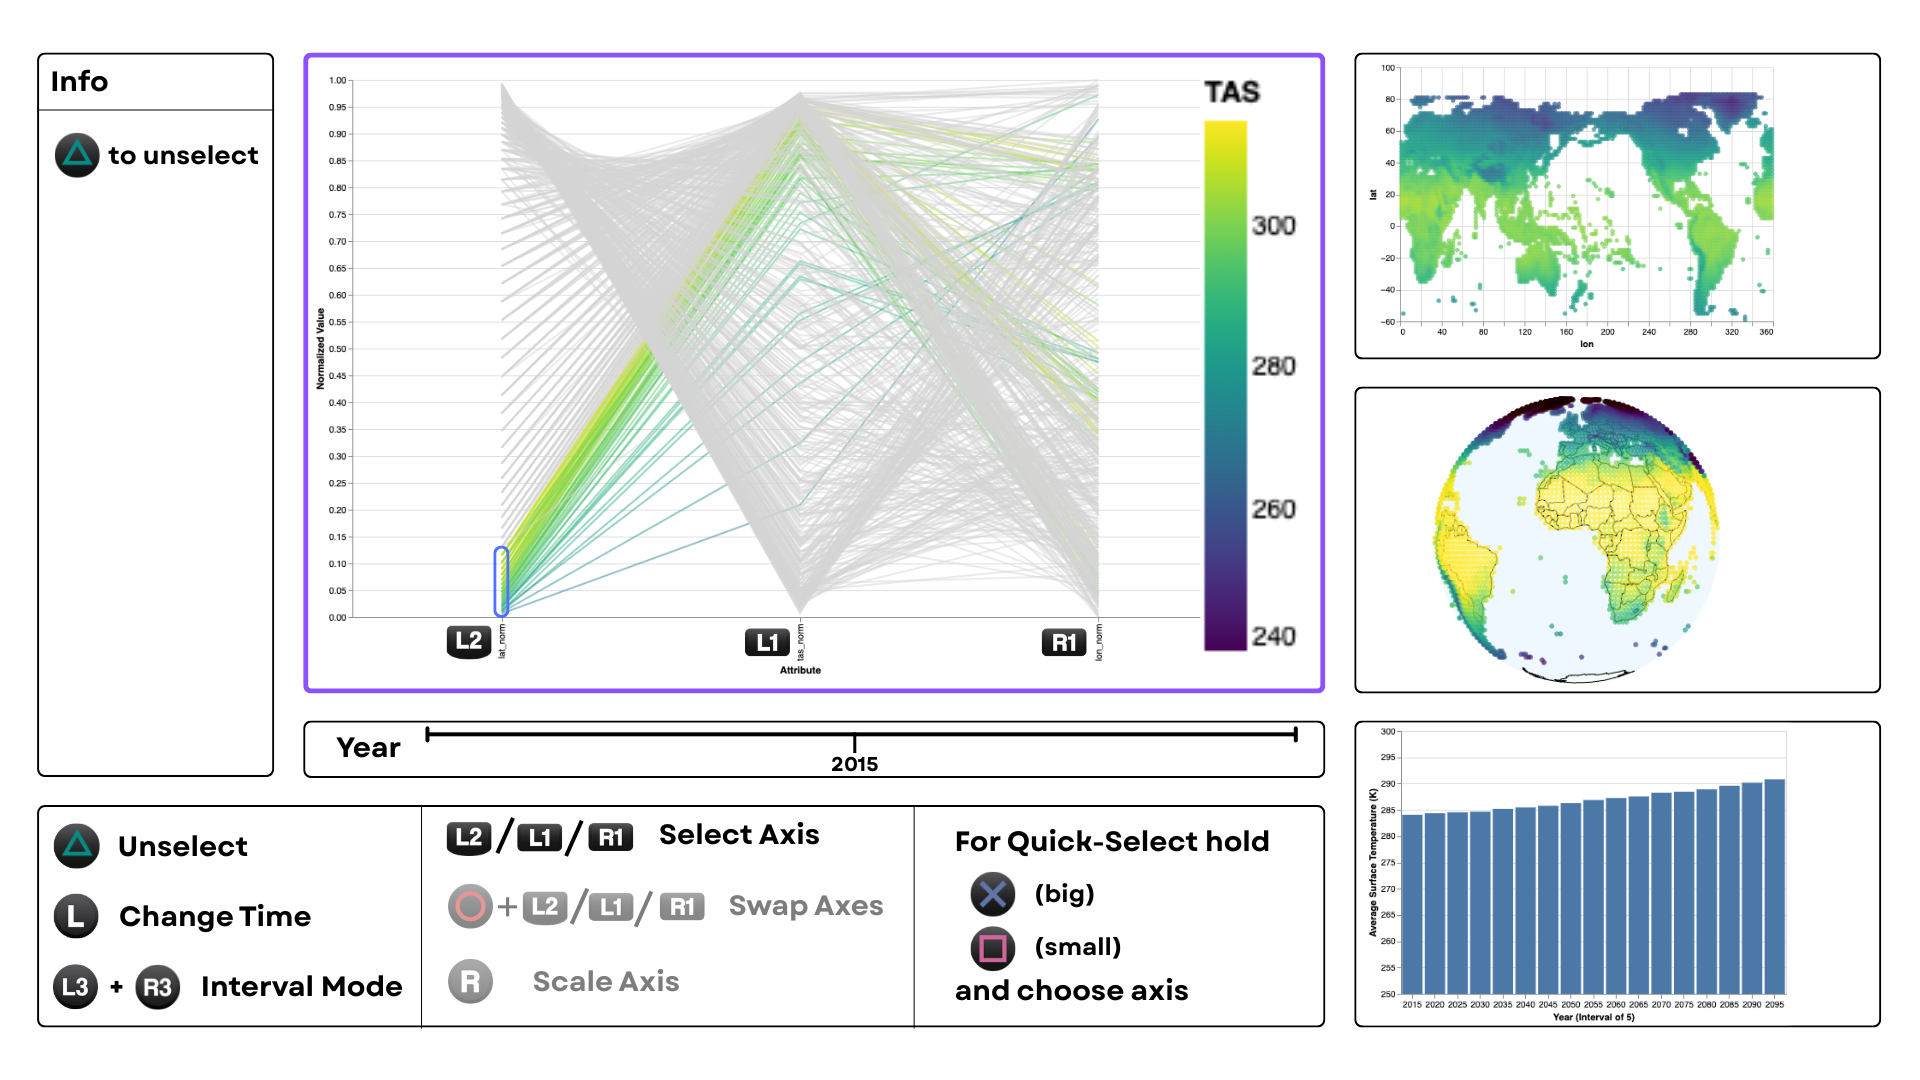 Info
to unselect
1.00
0.95
0.90
0.85
0.80
0.75
0.70
0.65
0.60
0.55
0.50
0.45
0.40
0.35
0.30
0.25
0.20
0.15
0.10
0.05
0.00
Normalized Value
L2
lat_norm
L1
tas_norm
R1
lon_norm
Attribute
TAS
300
280
260
240
100
80
60
40
20
0
−20
−40
−60
lat
0 40 80 120 160 200 240 280 320 360
lon
Year
2015
300
295
290
285
280
275
270
265
260
255
250
Average Surface Temperature (K)
2015 2020 2025 2030 2035 2040 2045 2050 2055 2060 2065 2070 2075 2080 2085 2090 2095
Year (Interval of 5)
Unselect
L Change Time
L3 + R3 Interval Mode
L2 / L1 / R1 Select Axis
+ L2 / L1 / R1 Swap Axes
R Scale Axis
For Quick-Select hold
(big)
(small)
and choose axis